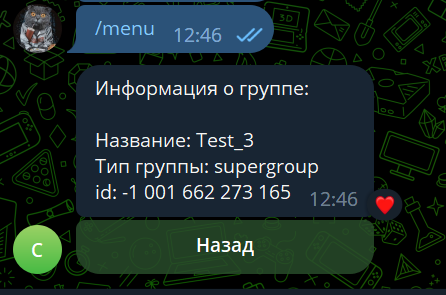 /menu 12:46
Информация о группе:
Название: Test_3
Тип группы: supergroup
id: -1 001 662 273 165 12:46
С
Назад